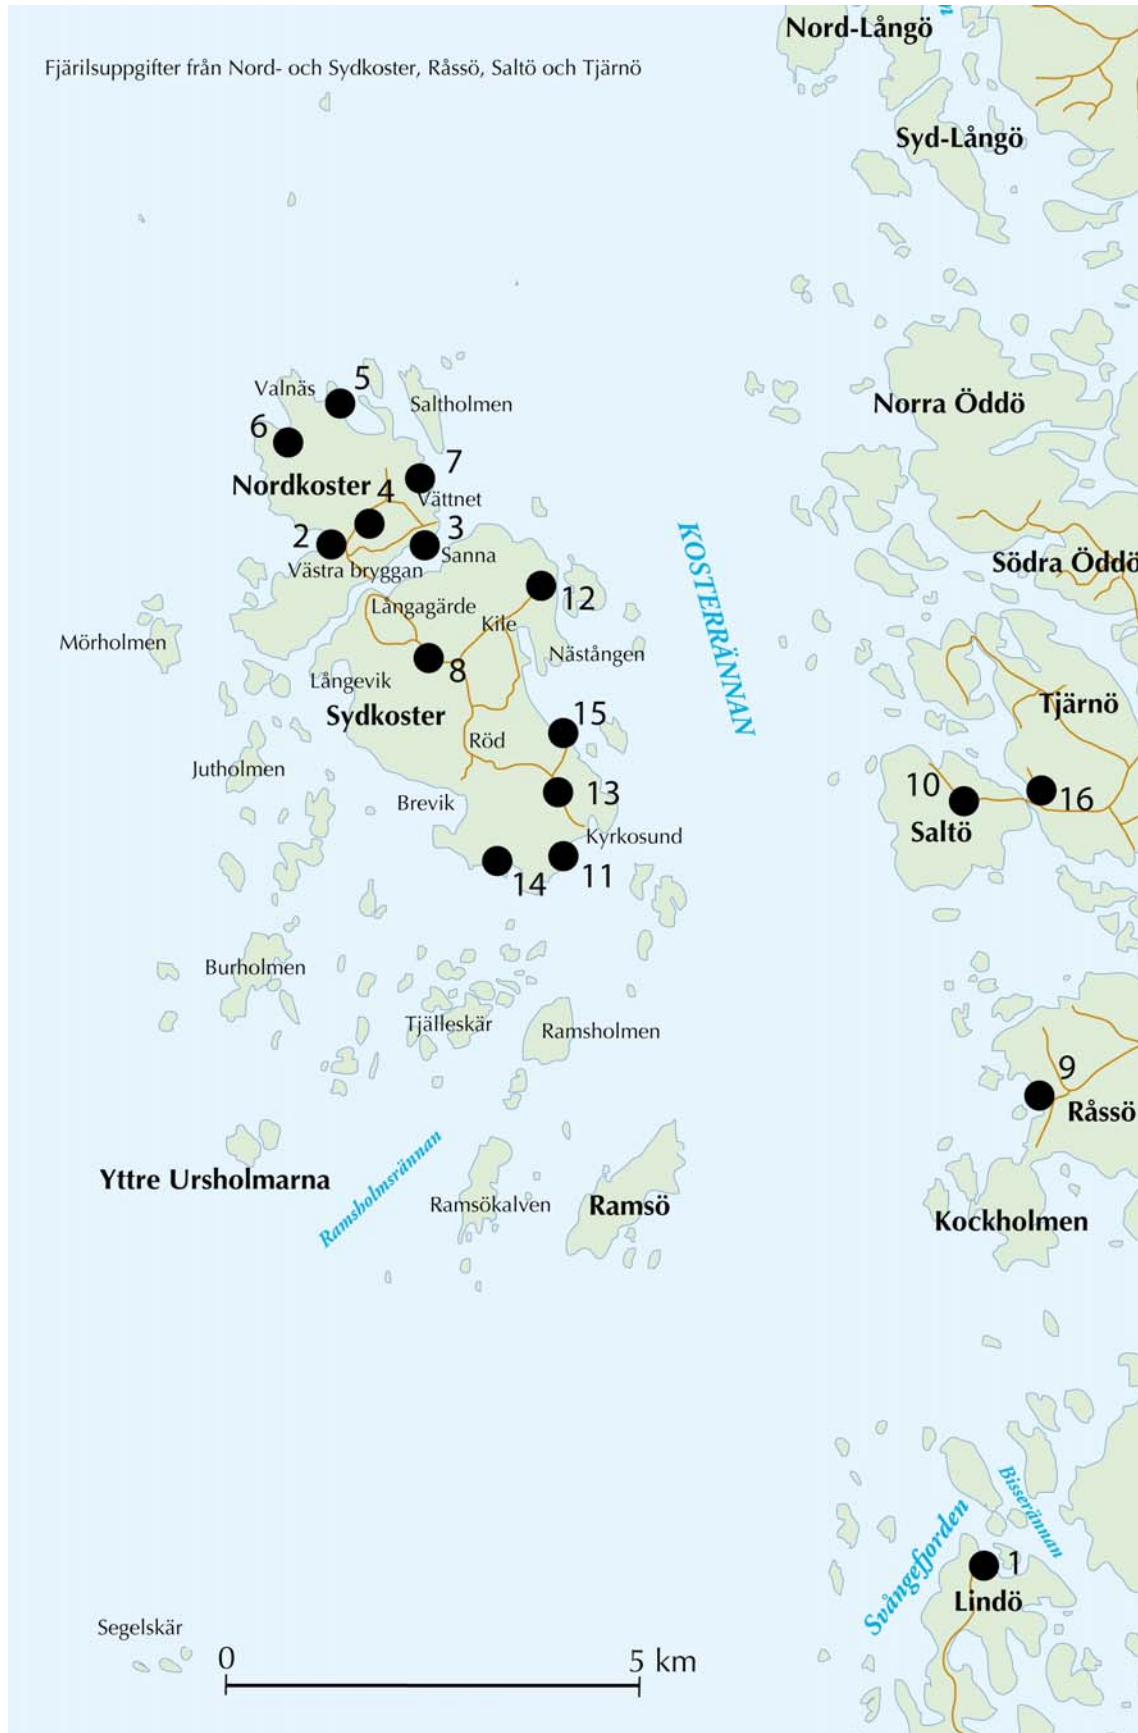 Nord-Långö
n
Fjärilsuppgifter från Nord- och Sydkoster, Råssö, Saltö och Tjärnö
Syd-Långö
Valnäs
5
Saltholmen
Norra Öddö
6
7
Nordkoster
4
Vättnet
2
3
Sanna
KOSTERRÄNNAN
Södra Öddö
Västra bryggan
12
Långagärde
Kile
Mörholmen
Nästången
8
Långevik
Tjärnö
Sydkoster
15
Röd
Jutholmen
10
13
16
Brevik
Saltö
Kyrkosund
14
11
Burholmen
Tjälleskär
Ramsholmen
9
Råssö
Yttre Ursholmarna
Ramsholmsrännan
Ramsökalven
Ramsö
Kockholmen
Bisserännan
Svångefjorden
1
Lindö
Segelskär
0
5 km